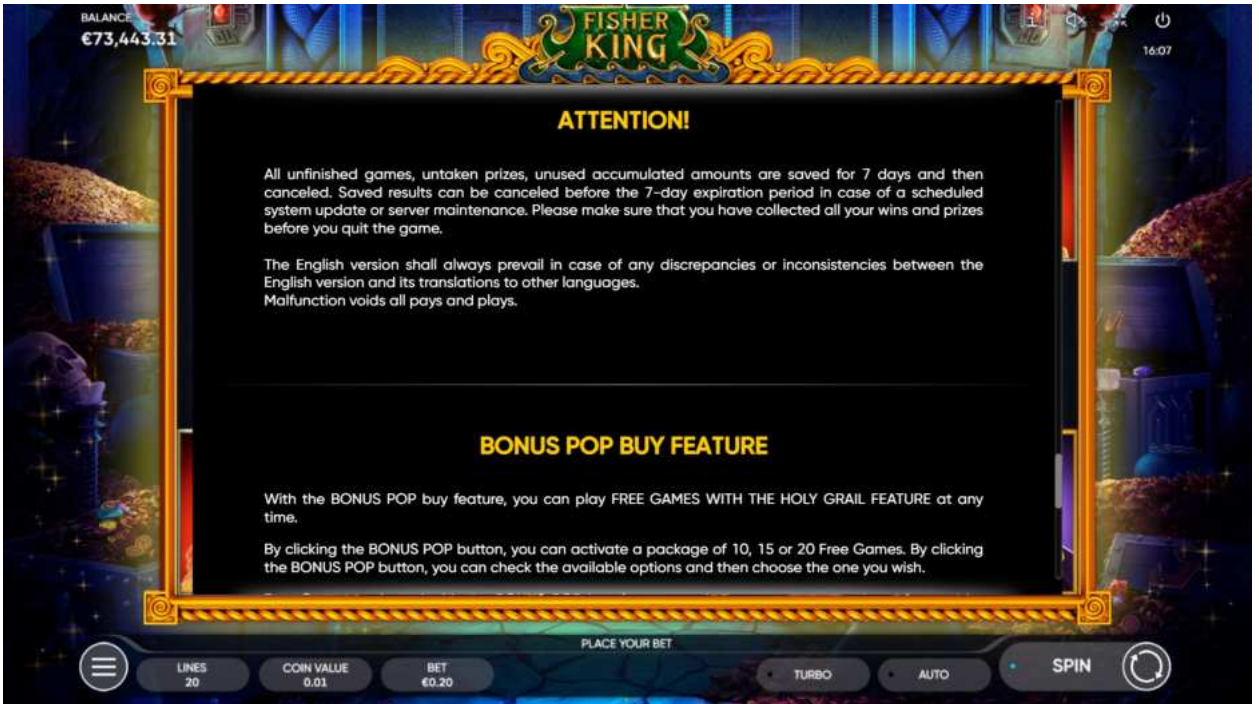 BALANCE
€73,443.31
FISHER
KING
16:07
ATTENTION!
All unfinished games, untaken prizes, unused accumulated amounts are saved for 7 days and then
canceled. Saved results can be canceled before the 7-day expiration period in case of a scheduled
system update or server maintenance. Please make sure that you have collected all your wins and prizes
before you quit the game.
The English version shall always prevail in case of any discrepancies or inconsistencies between the
English version and its translations to other languages.
Malfunction voids all pays and plays.
BONUS POP BUY FEATURE
With the BONUS POP buy feature, you can play FREE GAMES WITH THE HOLY GRAIL FEATURE at any
time.
By clicking the BONUS POP button, you can activate a package of 10, 15 or 20 Free Games. By clicking
the BONUS POP button, you can check the available options and then choose the one you wish.
PLACE YOUR BET
LINES
20
COIN VALUE
0.01
BET
€0.20
TURBO
AUTO
SPIN